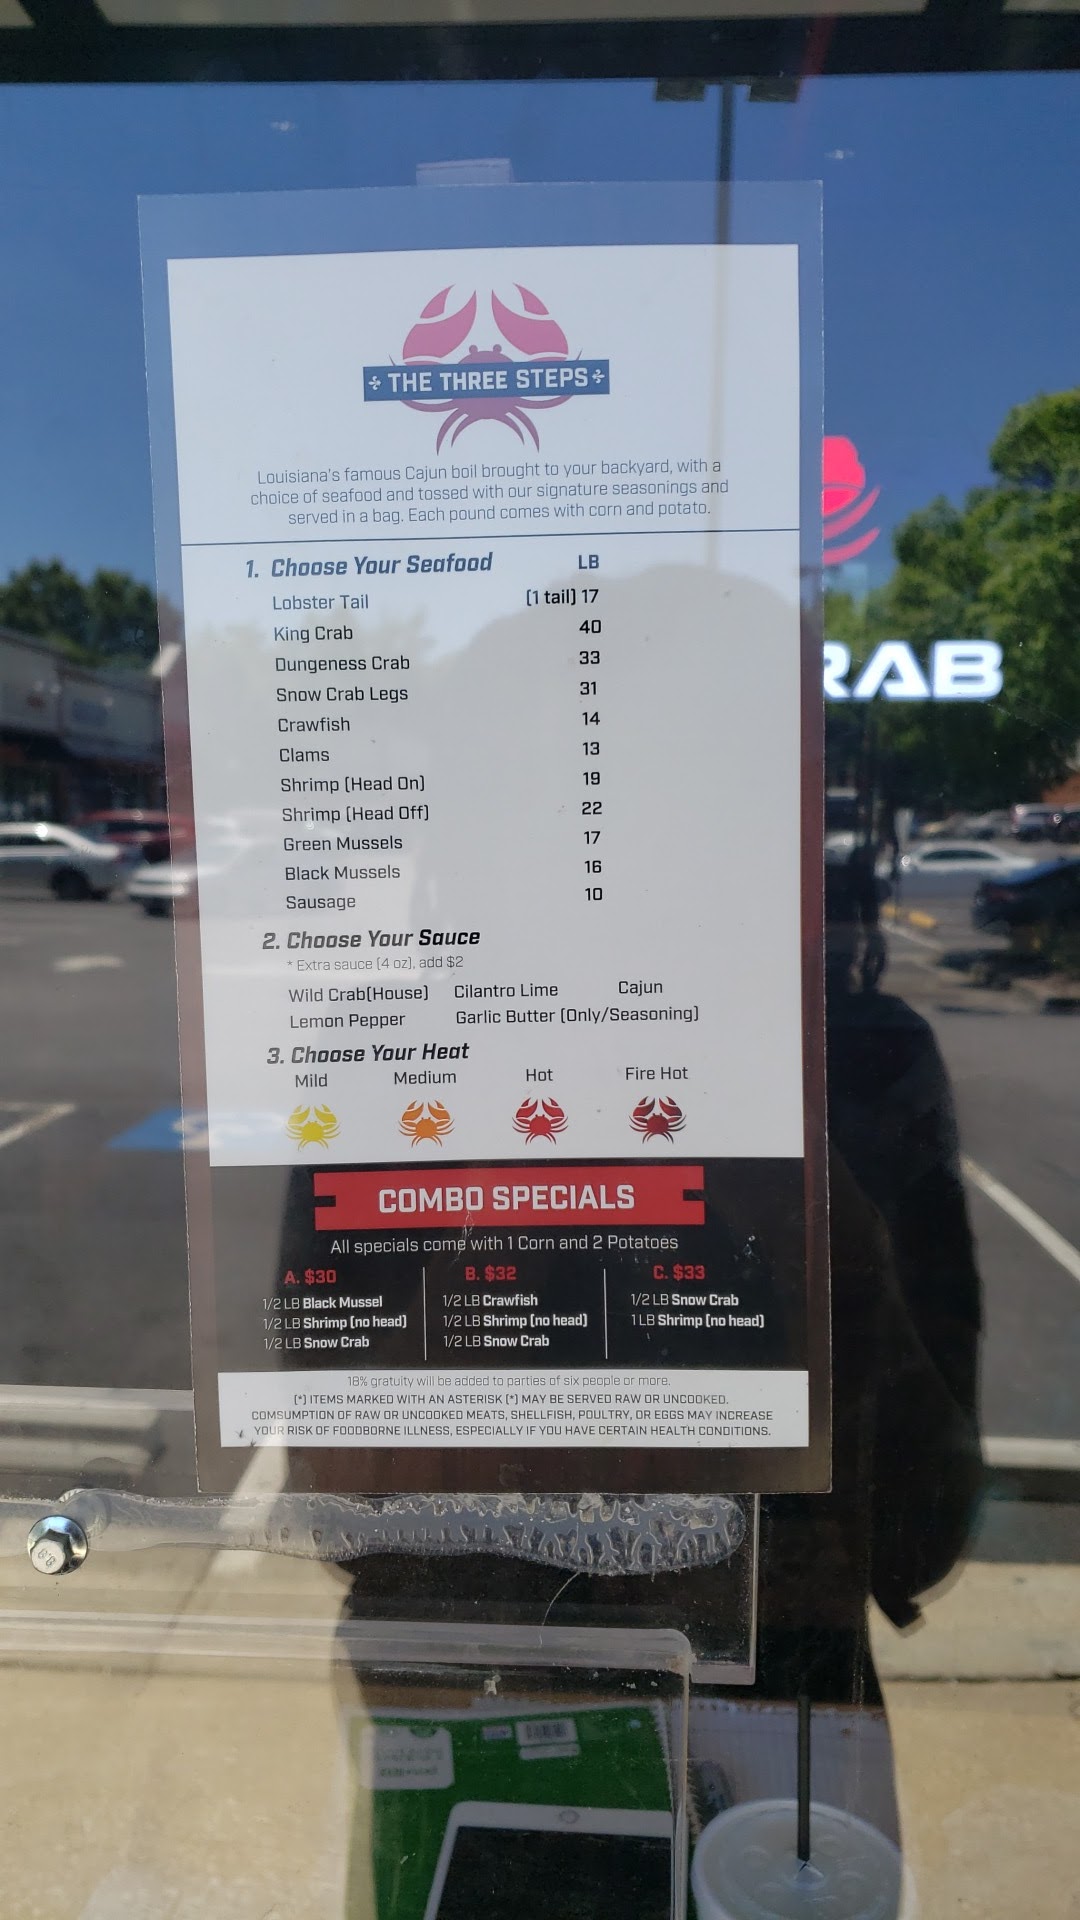 THE THREE STEPS
Louisiana's famous Cajun boil brought to your backyard, with a
choice of seafood and tossed with our signature seasonings and
served in a bag. Each pound comes with corn and potato.
1. Choose Your Seafood LB
Lobster Tail (1 tail) 17
King Crab 40
Dungeness Crab 33
Snow Crab Legs 31
Crawfish 14
Clams 13
Shrimp (Head On) 19
Shrimp (Head Off) 22
Green Mussels 17
Black Mussels 16
Sausage 10
2. Choose Your Sauce
* Extra sauce (4 oz), add $2
Wild Crab(House) Cilantro Lime Cajun
Lemon Pepper Garlic Butter (Only/Seasoning)
3. Choose Your Heat
Mild Medium Hot Fire Hot
COMBO SPECIALS
All specials come with 1 Corn and 2 Potatoes
A. $30
1/2 LB Black Mussel
1/2 LB Shrimp (no head)
1/2 LB Snow Crab
B. $32
1/2 LB Crawfish
1/2 LB Shrimp (no head)
1/2 LB Snow Crab
C. $33
1/2 LB Snow Crab
1 LB Shrimp (no head)
18% gratuity will be added to parties of six people or more.
(*) ITEMS MARKED WITH AN ASTERISK (*) MAY BE SERVED RAW OR UNCOOKED.
COMSUMPTION OF RAW OR UNCOOKED MEATS, SHELLFISH, POULTRY, OR EGGS MAY INCREASE
YOUR RISK OF FOODBORNE ILLNESS, ESPECIALLY IF YOU HAVE CERTAIN HEALTH CONDITIONS.
RAB